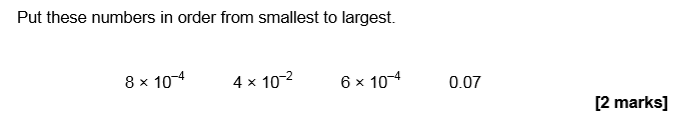 Put these numbers in order from smallest to largest.
8 × 10⁻⁴ 4 × 10⁻² 6 × 10⁻⁴ 0.07
[2 marks]